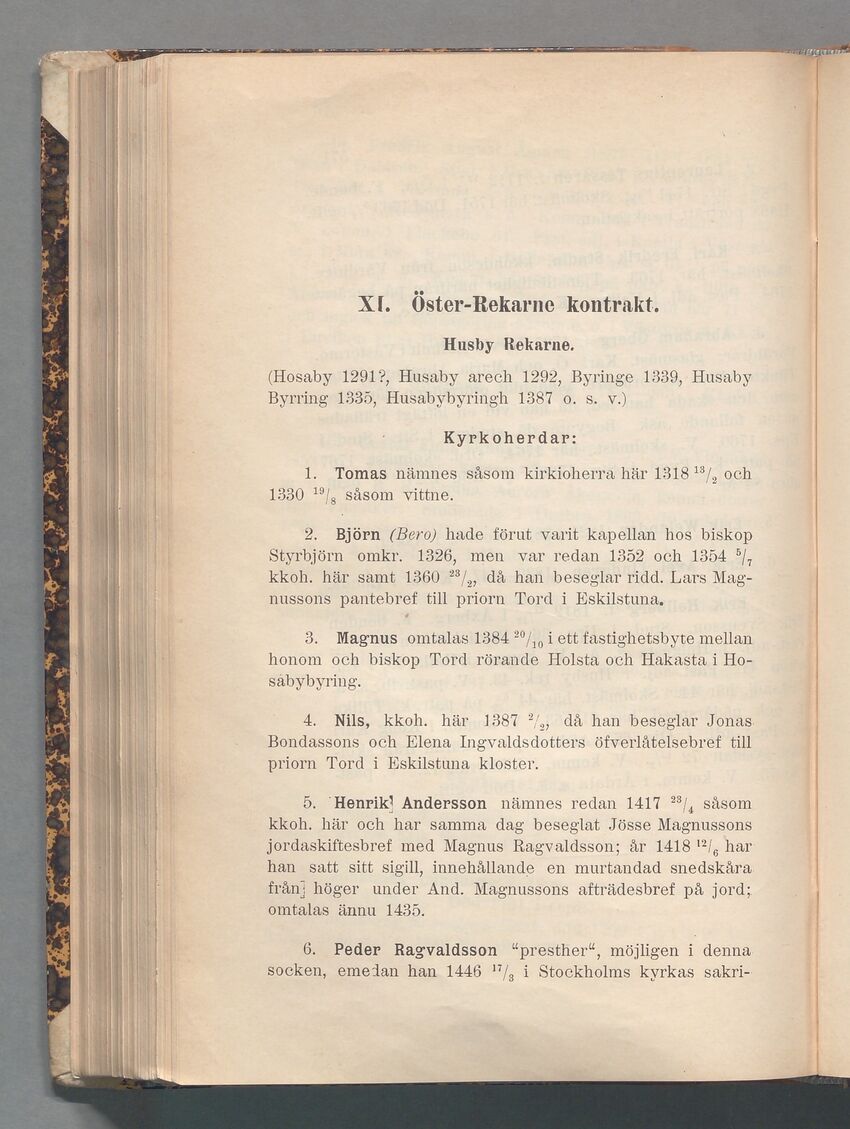 XI. Öster-Rekarne kontrakt.
Husby Rekarne.
(Hosaby 1291?, Husaby arech 1292, Byringe 1339, Husaby
Byrring 1335, Husabybyringh 1387 o. s. v.)
Kyrkoherdar:
1. Tomas nämnes såsom kirkioherra här 1318 13/2 och
1330 19/8 såsom vittne.
2. Björn (Bero) hade förut varit kapellan hos biskop
Styrbjörn omkr. 1326, men var redan 1352 och 1354 5/7
kkoh. här samt 1360 23/2, då han beseglar ridd. Lars Mag-
nussons pantebref till priorn Tord i Eskilstuna.
3. Magnus omtalas 1384 20/10 i ett fastighetsbyte mellan
honom och biskop Tord rörande Holsta och Hakasta i Ho-
sabybyring.
4. Nils, kkoh. här 1387 2/2, då han beseglar Jonas
Bondassons och Elena Ingvaldsdotters öfverlåtelsebref till
priorn Tord i Eskilstuna kloster.
5. Henrik Andersson nämnes redan 1417 23/4 såsom
kkoh. här och har samma dag beseglat Jösse Magnussons
jordaskiftesbref med Magnus Ragvaldsson; år 1418 12/6 har
han satt sitt sigill, innehållande en murtandad snedskåra
från höger under And. Magnussons afträdesbref på jord;
omtalas ännu 1435.
6. Peder Ragvaldsson “presther“, möjligen i denna
socken, emedan han 1446 17/3 i Stockholms kyrkas sakri-